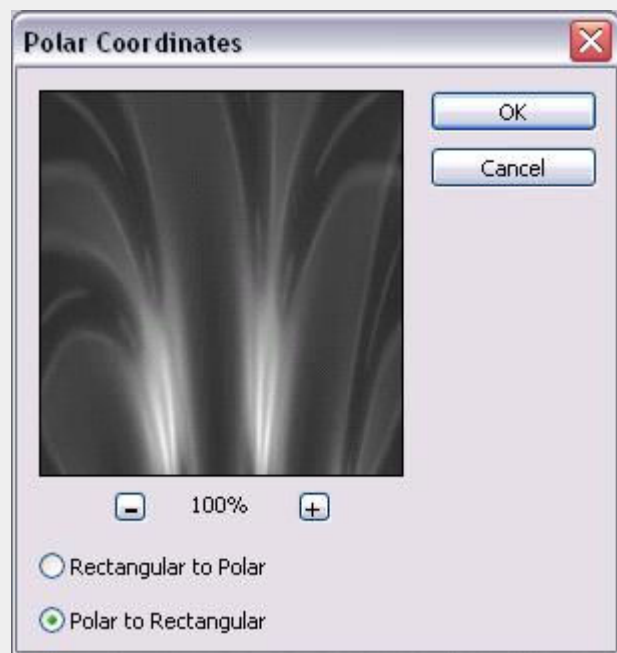 Polar Coordinates
OK
Cancel
- 100% +
Rectangular to Polar
Polar to Rectangular